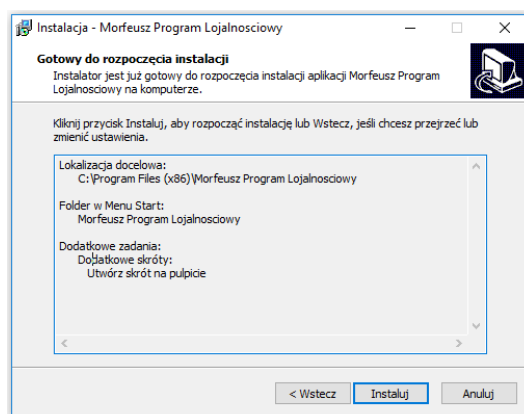 Instalacja - Morfeusz Program Lojalnosciowy
Gotowy do rozpoczęcia instalacji
Instalator jest już gotowy do rozpoczęcia instalacji aplikacji Morfeusz Program
Lojalnosciowy na komputerze.
Kliknij przycisk Instaluj, aby rozpocząć instalację lub Wstecz, jeśli chcesz przejrzeć lub
zmienić ustawienia.
Lokalizacja docelowa:
C:\Program Files (x86)\Morfeusz Program Lojalnosciowy
Folder w Menu Start:
Morfeusz Program Lojalnosciowy
Dodatkowe zadania:
Dodatkowe skróty:
Utwórz skrót na pulpicie
< Wstecz Instaluj Anuluj